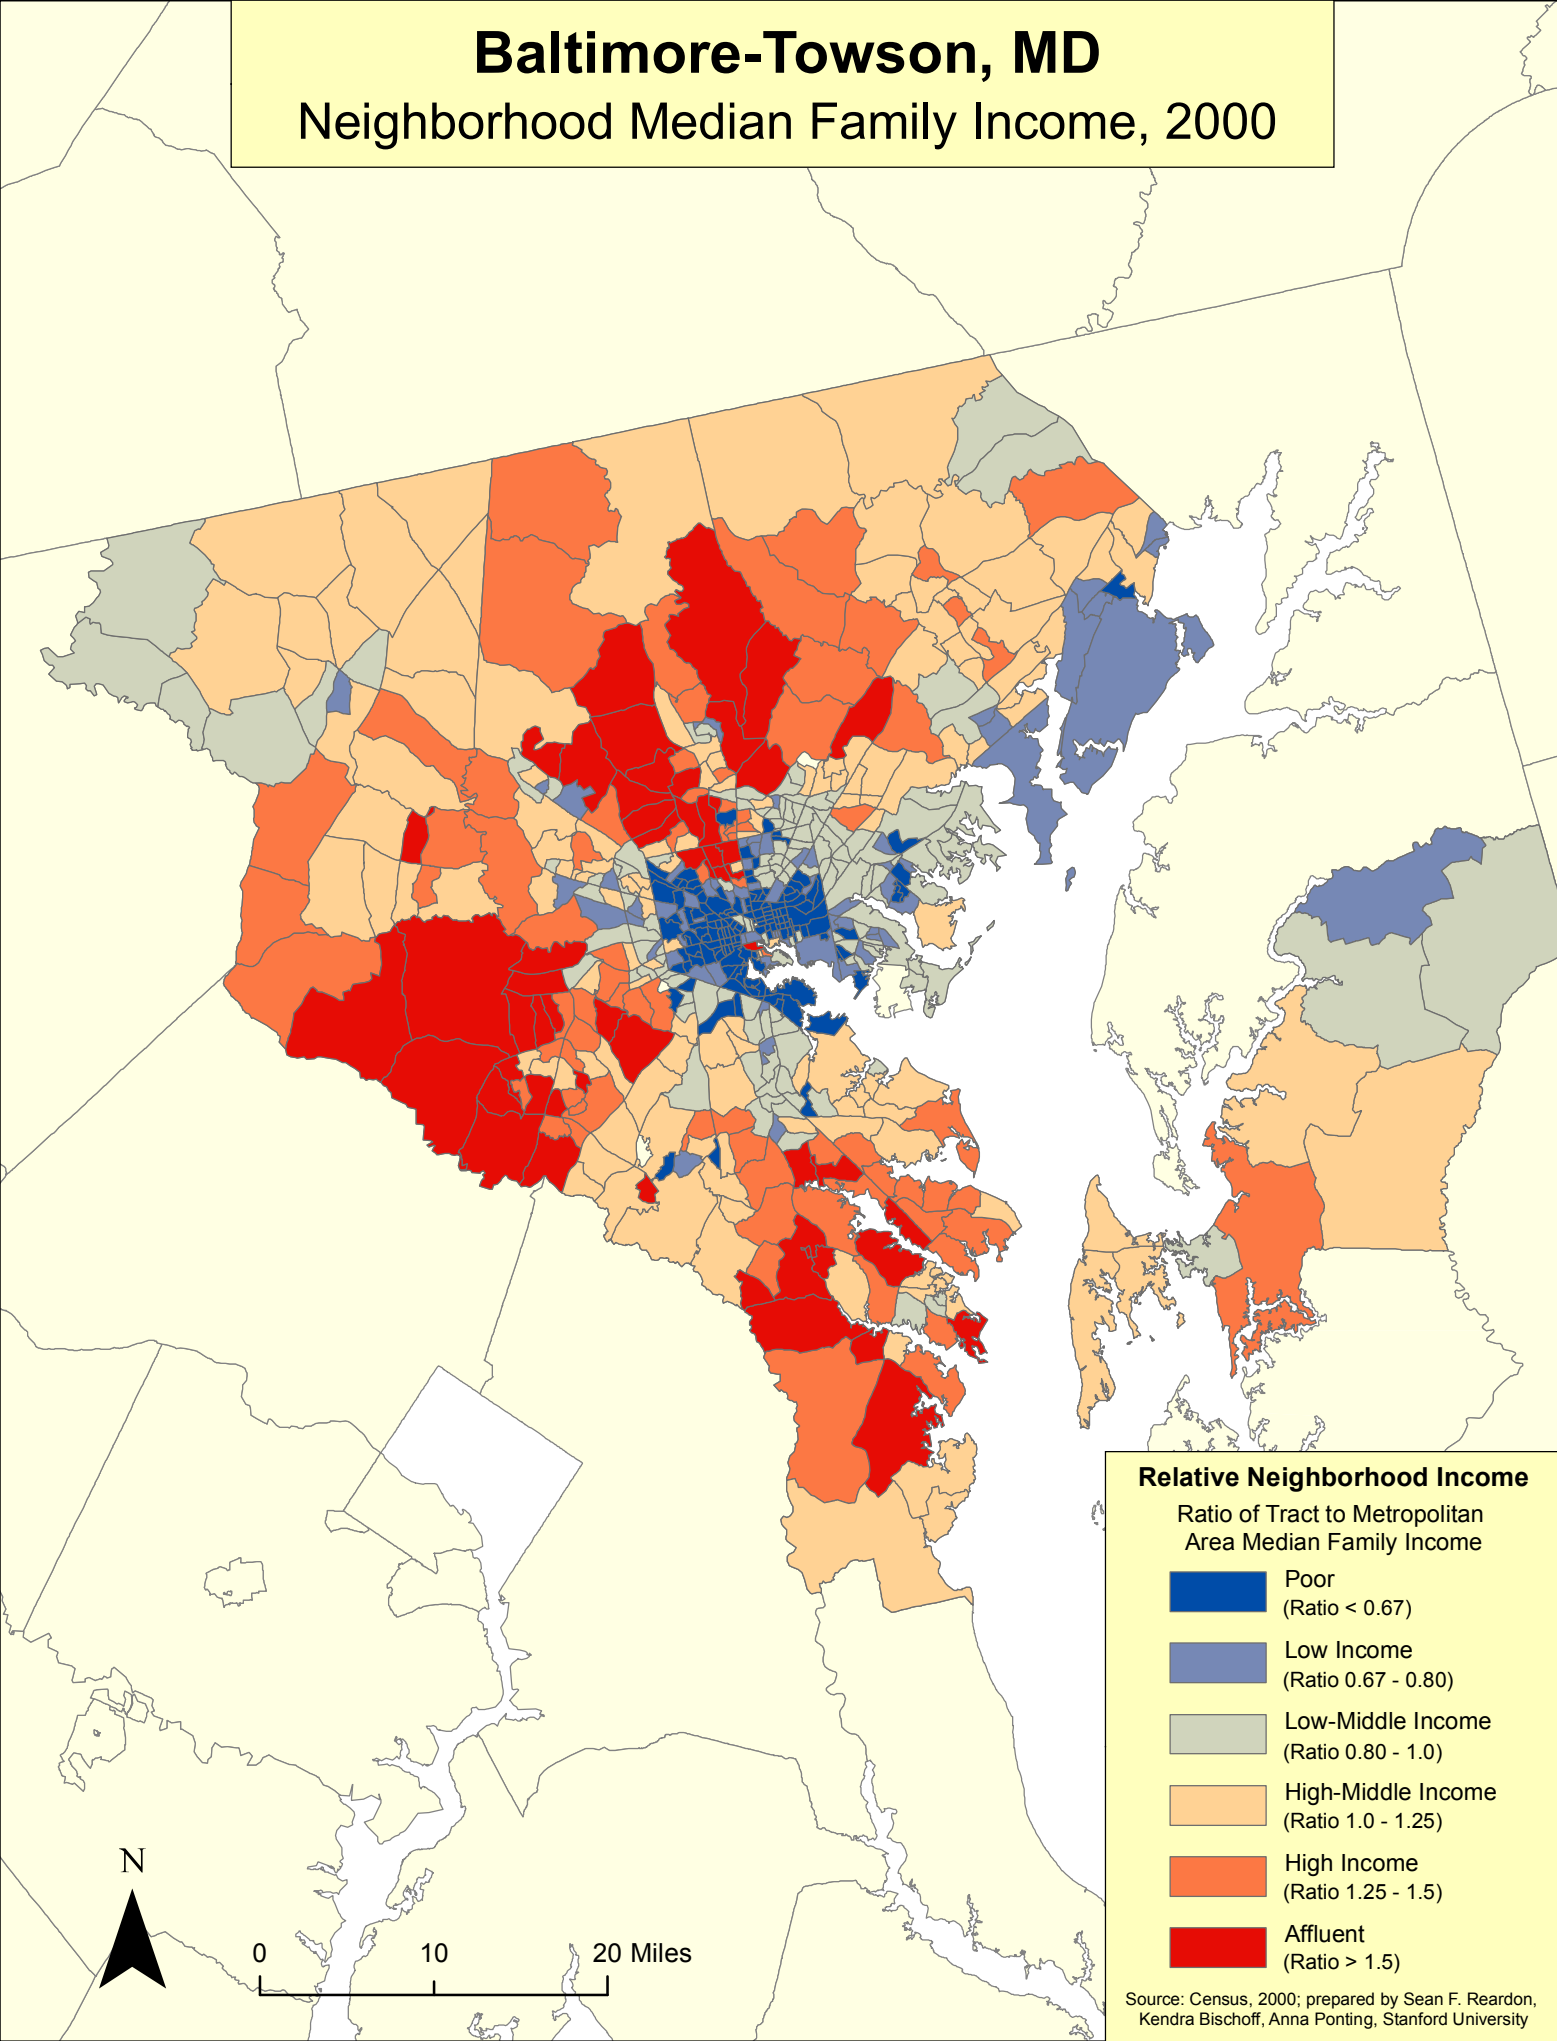 Baltimore-Towson, MD
Neighborhood Median Family Income, 2000
Relative Neighborhood Income
Ratio of Tract to Metropolitan
Area Median Family Income
Poor
(Ratio < 0.67)
Low Income
(Ratio 0.67 - 0.80)
Low-Middle Income
(Ratio 0.80 - 1.0)
High-Middle Income
(Ratio 1.0 - 1.25)
High Income
(Ratio 1.25 - 1.5)
Affluent
(Ratio > 1.5)
Source: Census, 2000; prepared by Sean F. Reardon,
Kendra Bischoff, Anna Ponting, Stanford University
N
0 10 20 Miles